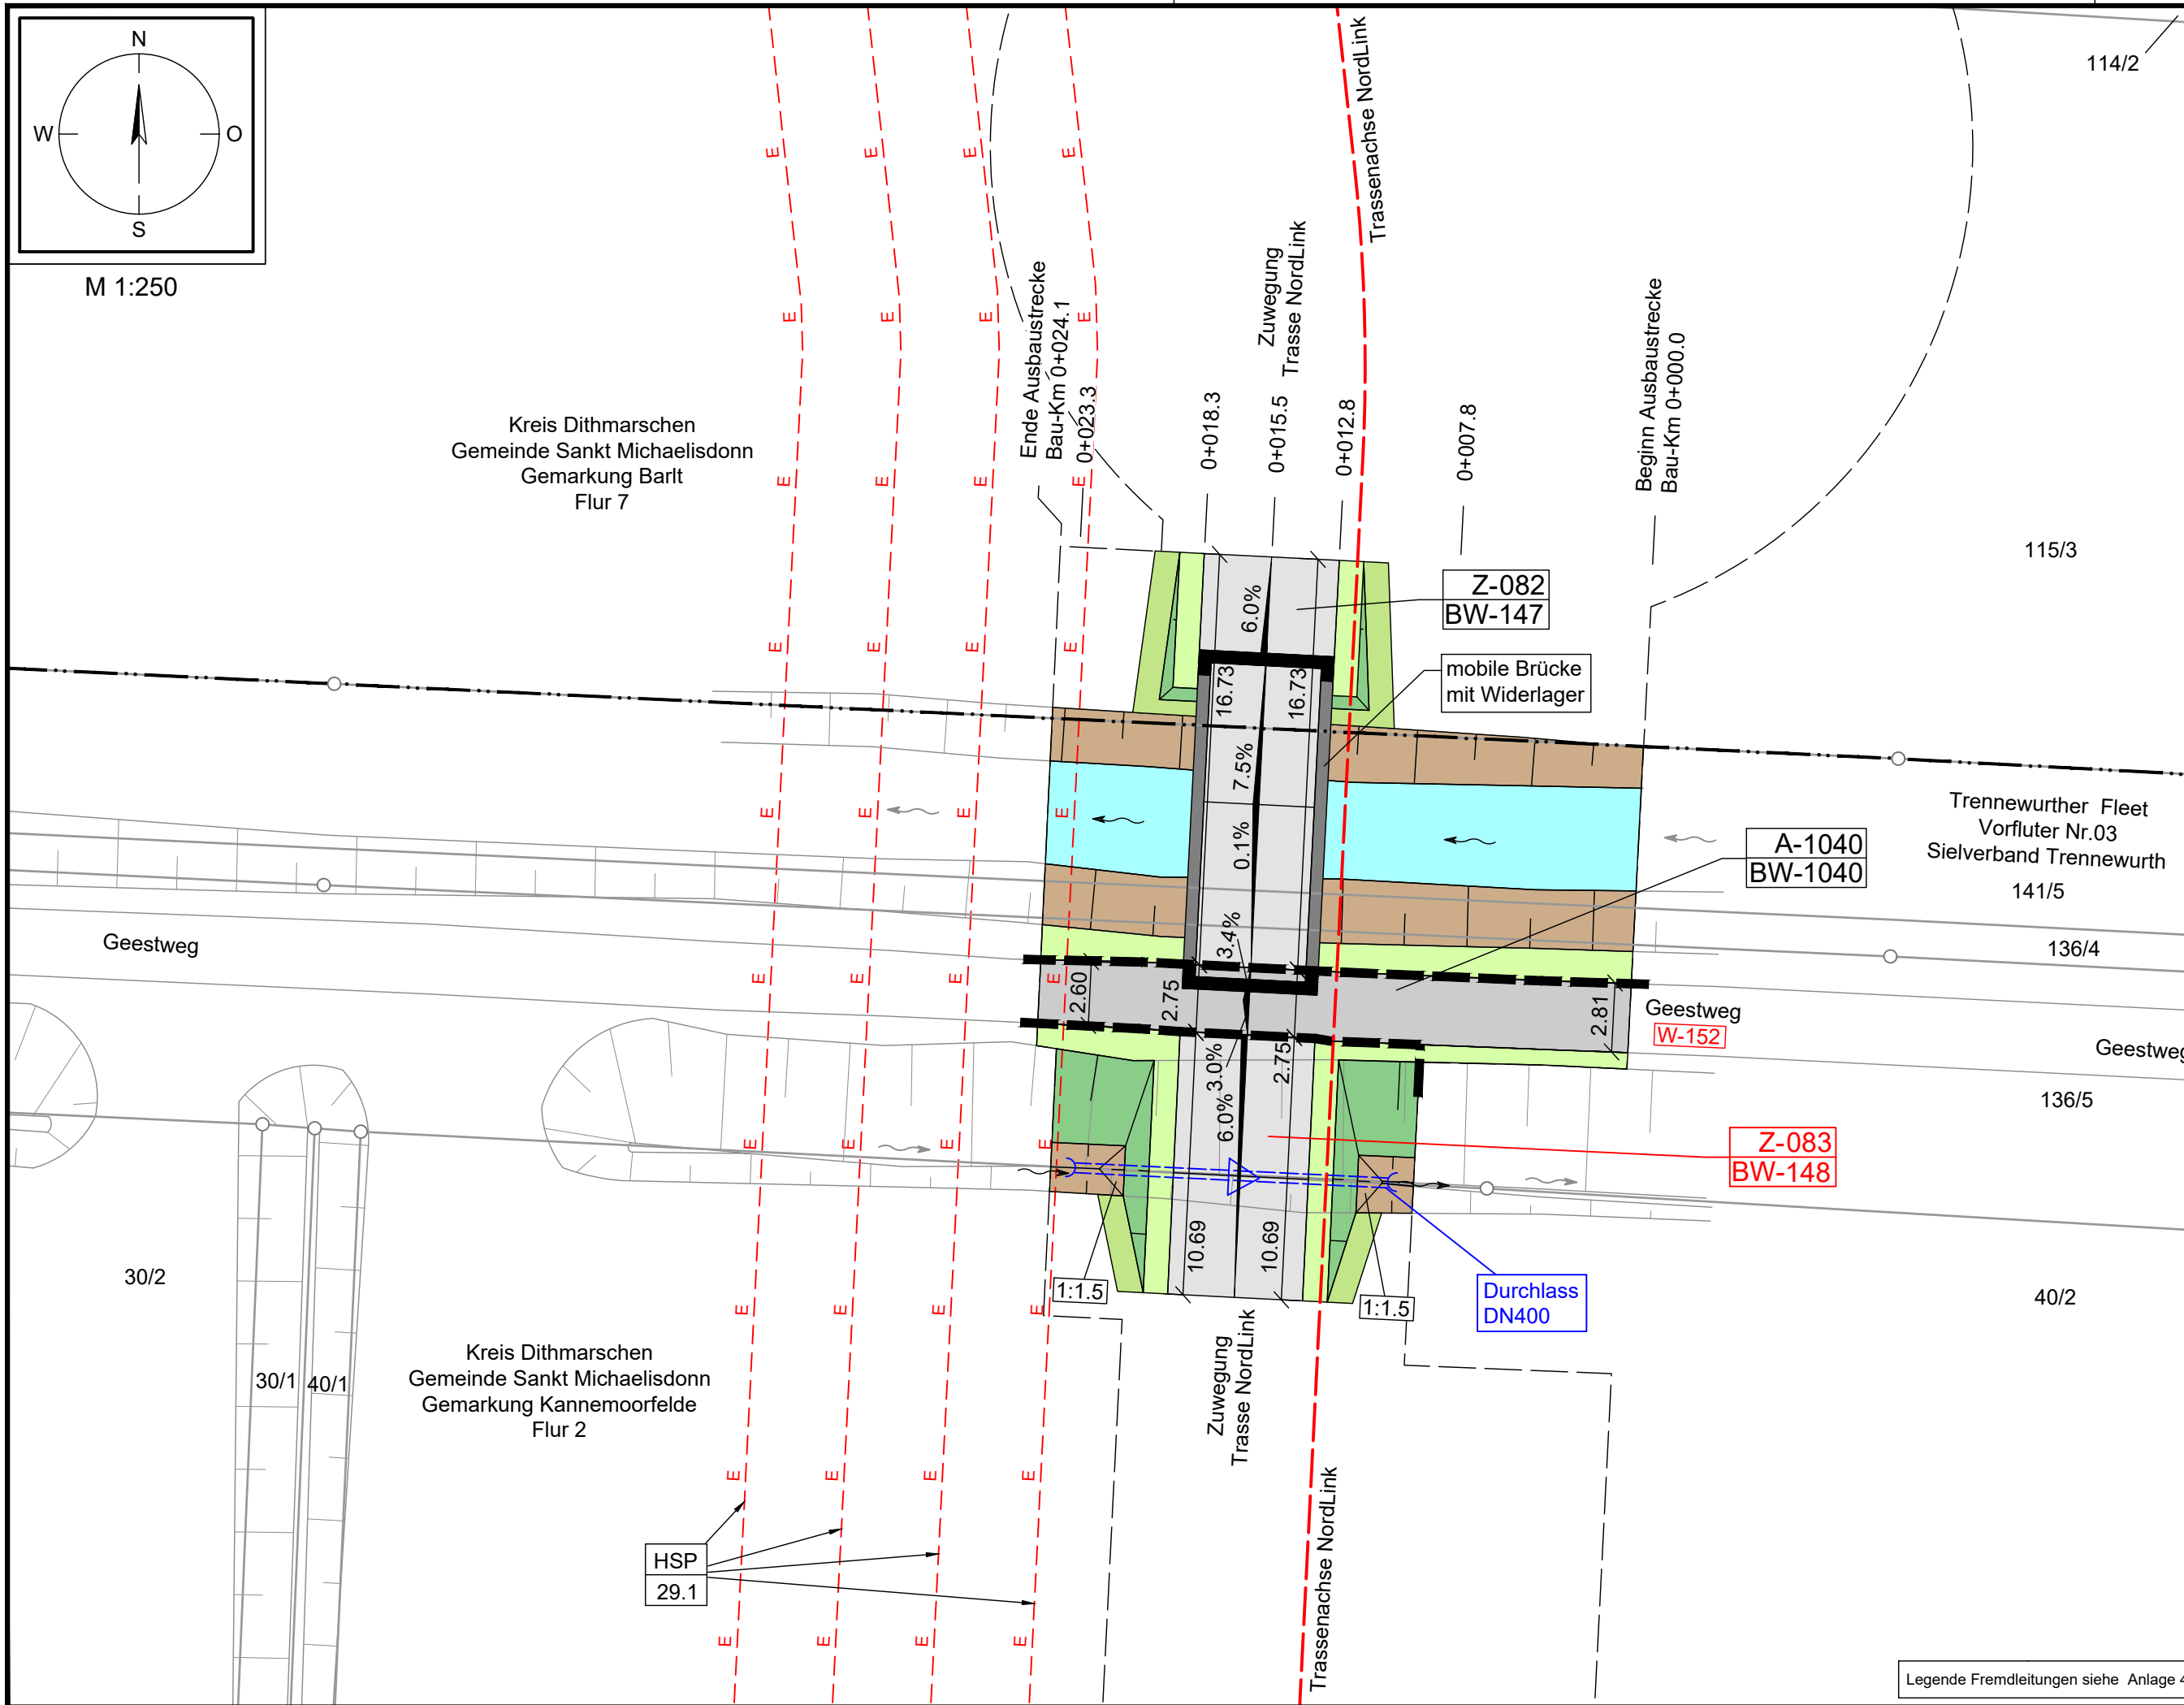 N
W
O
S
M 1:250
114/2
Trassenachse NordLink
Zuwegung
Trasse NordLink
Ende Ausbaustrecke
Bau-Km 0+024.1
0+023.3
0+018.3
0+015.5
0+012.8
0+007.8
Beginn Ausbaustrecke
Bau-Km 0+000.0
Kreis Dithmarschen
Gemeinde Sankt Michaelisdonn
Gemarkung Barlt
Flur 7
E E E E
E E E E
E E E E
E E E E
E E E E
E E E E
E E E E
E E E E
E E E E
E E E E
115/3
Z-082
BW-147
mobile Brücke
mit Widerlager
6.0%
16.73
16.73
7.5%
0.1%
3.4%
Trennewurther Fleet
Vorfluter Nr.03
Sielverband Trennewurth
141/5
A-1040
BW-1040
136/4
Geestweg
2.60
2.75
2.81
Geestweg
W-152
Geestweg
3.0%
2.75
6.0%
136/5
Z-083
BW-148
10.69
10.69
1:1.5
1:1.5
Durchlass
DN400
30/2
40/2
30/1
40/1
Kreis Dithmarschen
Gemeinde Sankt Michaelisdonn
Gemarkung Kannemoorfelde
Flur 2
Zuwegung
Trasse NordLink
Trassenachse NordLink
HSP
29.1
Legende Fremdleitungen siehe Anlage 4